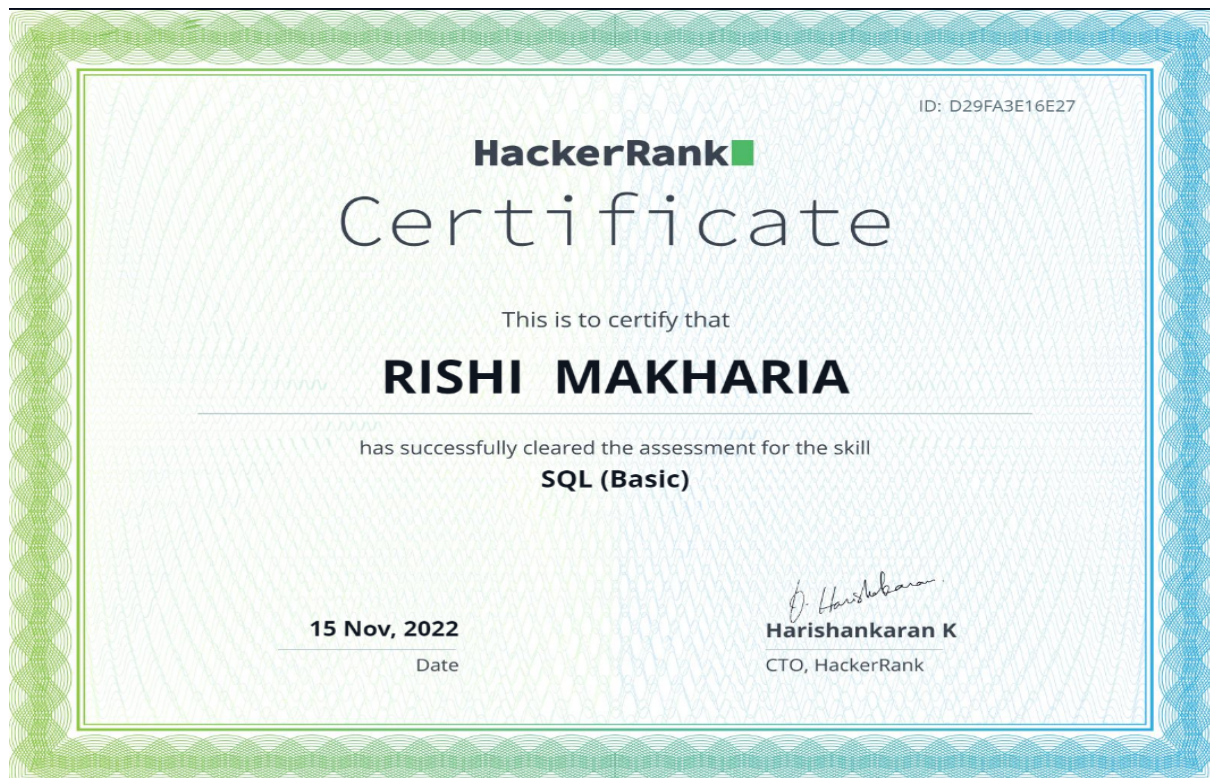 ID: D29FA3E16E27
HackerRank
Certificate
This is to certify that
RISHI MAKHARIA
has successfully cleared the assessment for the skill
SQL (Basic)
15 Nov, 2022
Date
Harishankaran K
CTO, HackerRank